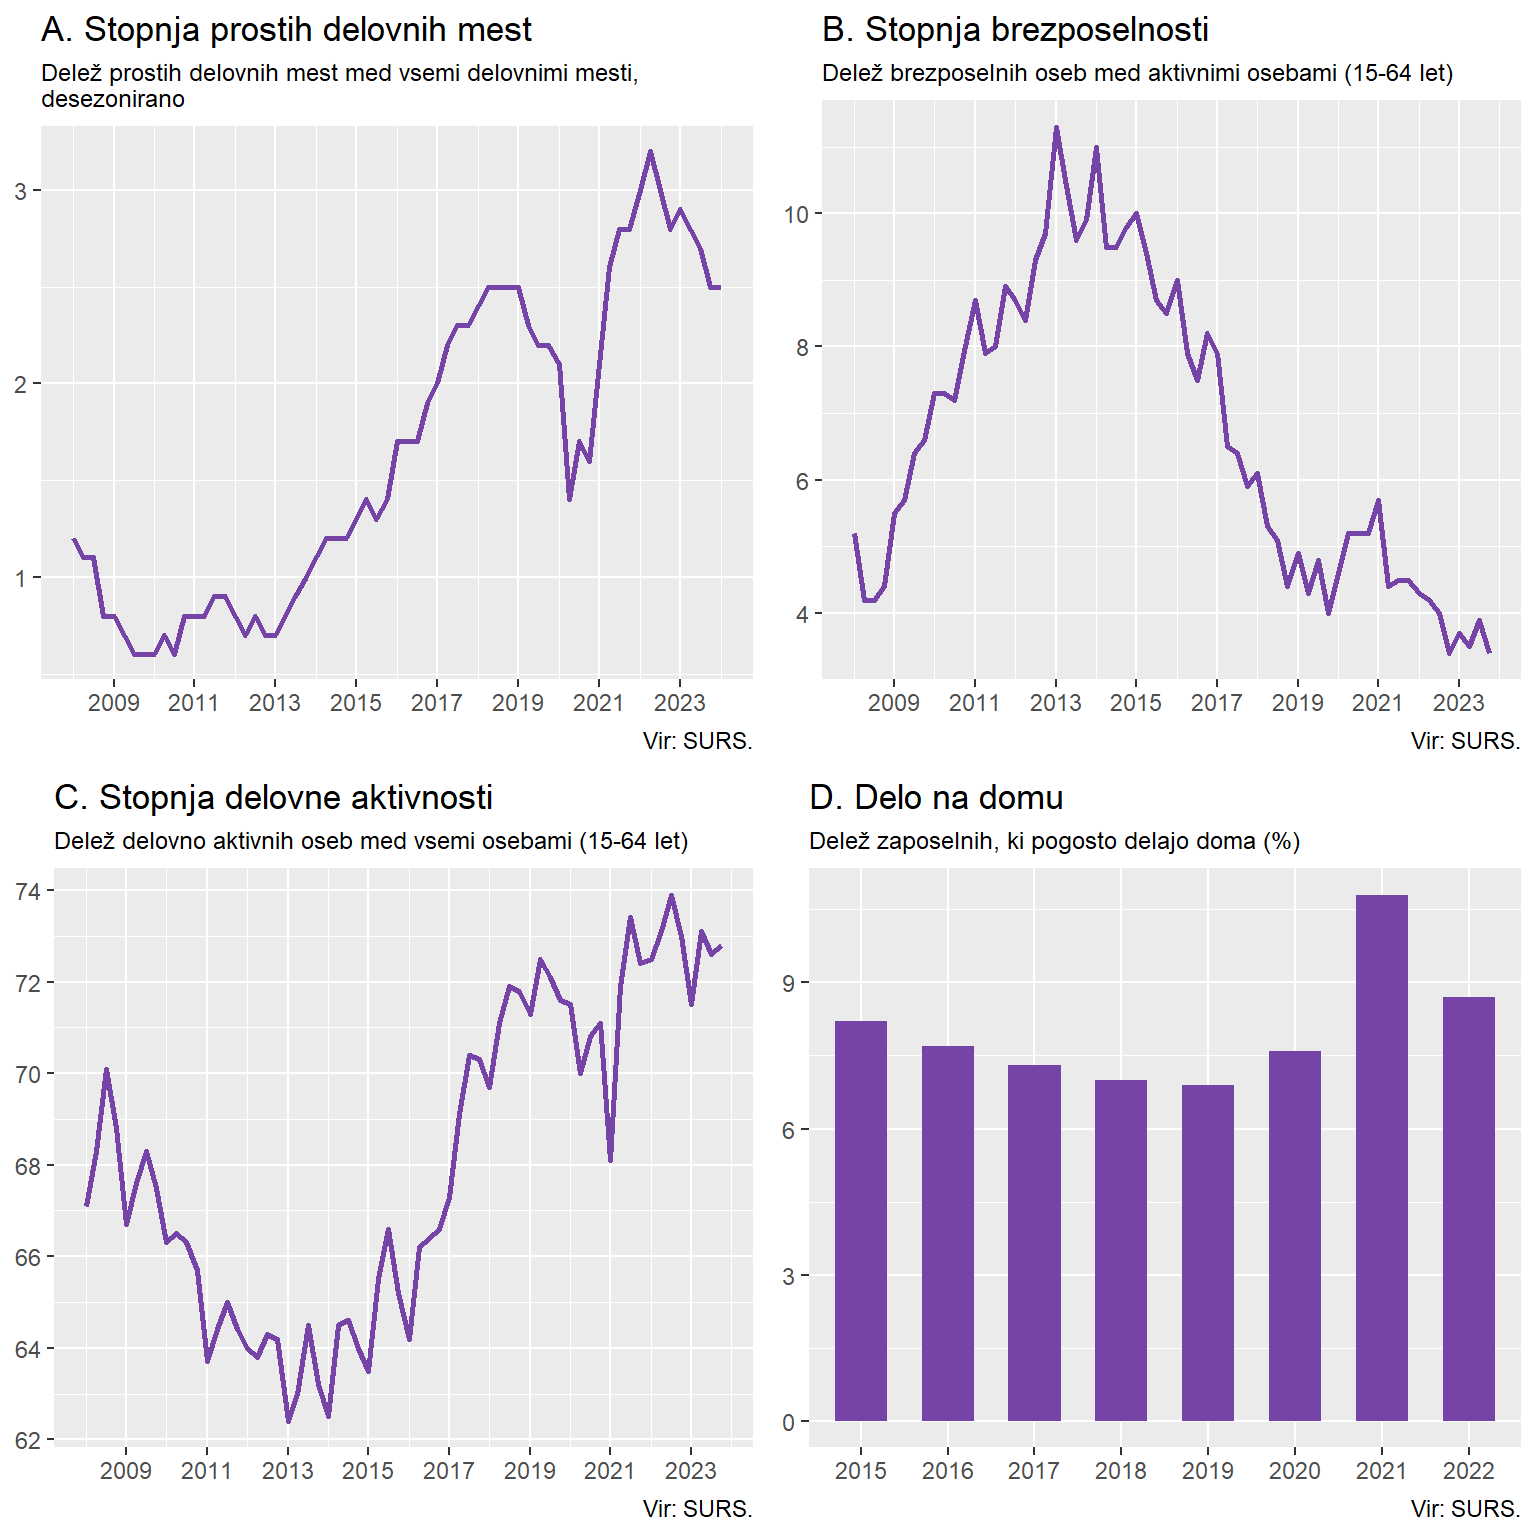 A. Stopnja prostih delovnih mest
Delež prostih delovnih mest med vsemi delovnimi mesti,
desezonirano
3
2
1
2009 2011 2013 2015 2017 2019 2021 2023
Vir: SURS.
B. Stopnja brezposelnosti
Delež brezposelnih oseb med aktivnimi osebami (15-64 let)
10
8
6
4
2009 2011 2013 2015 2017 2019 2021 2023
Vir: SURS.
C. Stopnja delovne aktivnosti
Delež delovno aktivnih oseb med vsemi osebami (15-64 let)
74
72
70
68
66
64
62
2009 2011 2013 2015 2017 2019 2021 2023
Vir: SURS.
D. Delo na domu
Delež zaposelnih, ki pogosto delajo doma (%)
9
6
3
0
2015 2016 2017 2018 2019 2020 2021 2022
Vir: SURS.